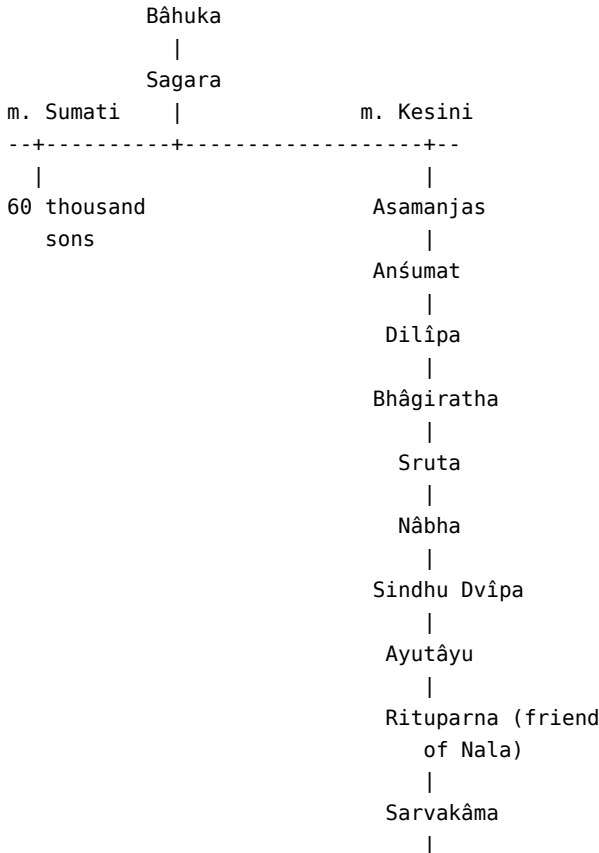 Bâhuka
|
Sagara
m. Sumati | m. Kesini
--+----------+-------------------+--
| |
60 thousand Asamanjas
sons |
Anśumat
|
Dilîpa
|
Bhâgiratha
|
Sruta
|
Nâbha
|
Sindhu Dvîpa
|
Ayutâyu
|
Rituparna (friend
of Nala)
|
Sarvakâma
|